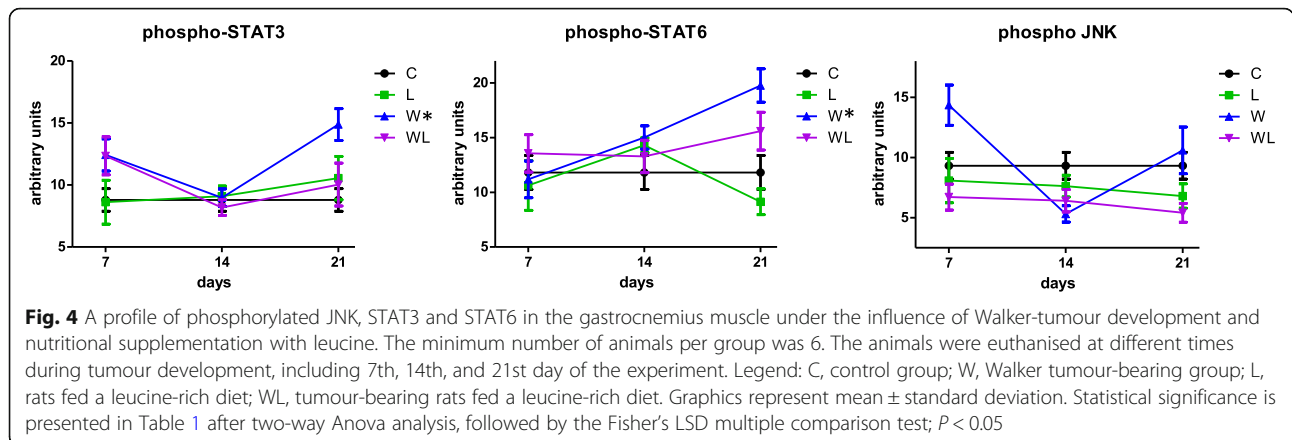 phospho-STAT3
20
15
10
5
arbitrary units
7
14
21
days
C
L
W*
WL
phospho-STAT6
20
15
10
5
arbitrary units
7
14
21
days
C
L
W*
WL
phospho JNK
15
10
5
arbitrary units
7
14
21
days
C
L
W
WL
Fig. 4 A profile of phosphorylated JNK, STAT3 and STAT6 in the gastrocnemius muscle under the influence of Walker-tumour development and
nutritional supplementation with leucine. The minimum number of animals per group was 6. The animals were euthanised at different times
during tumour development, including 7th, 14th, and 21st day of the experiment. Legend: C, control group; W, Walker tumour-bearing group; L,
rats fed a leucine-rich diet; WL, tumour-bearing rats fed a leucine-rich diet. Graphics represent mean ± standard deviation. Statistical significance is
presented in Table 1 after two-way Anova analysis, followed by the Fisher's LSD multiple comparison test; P < 0.05